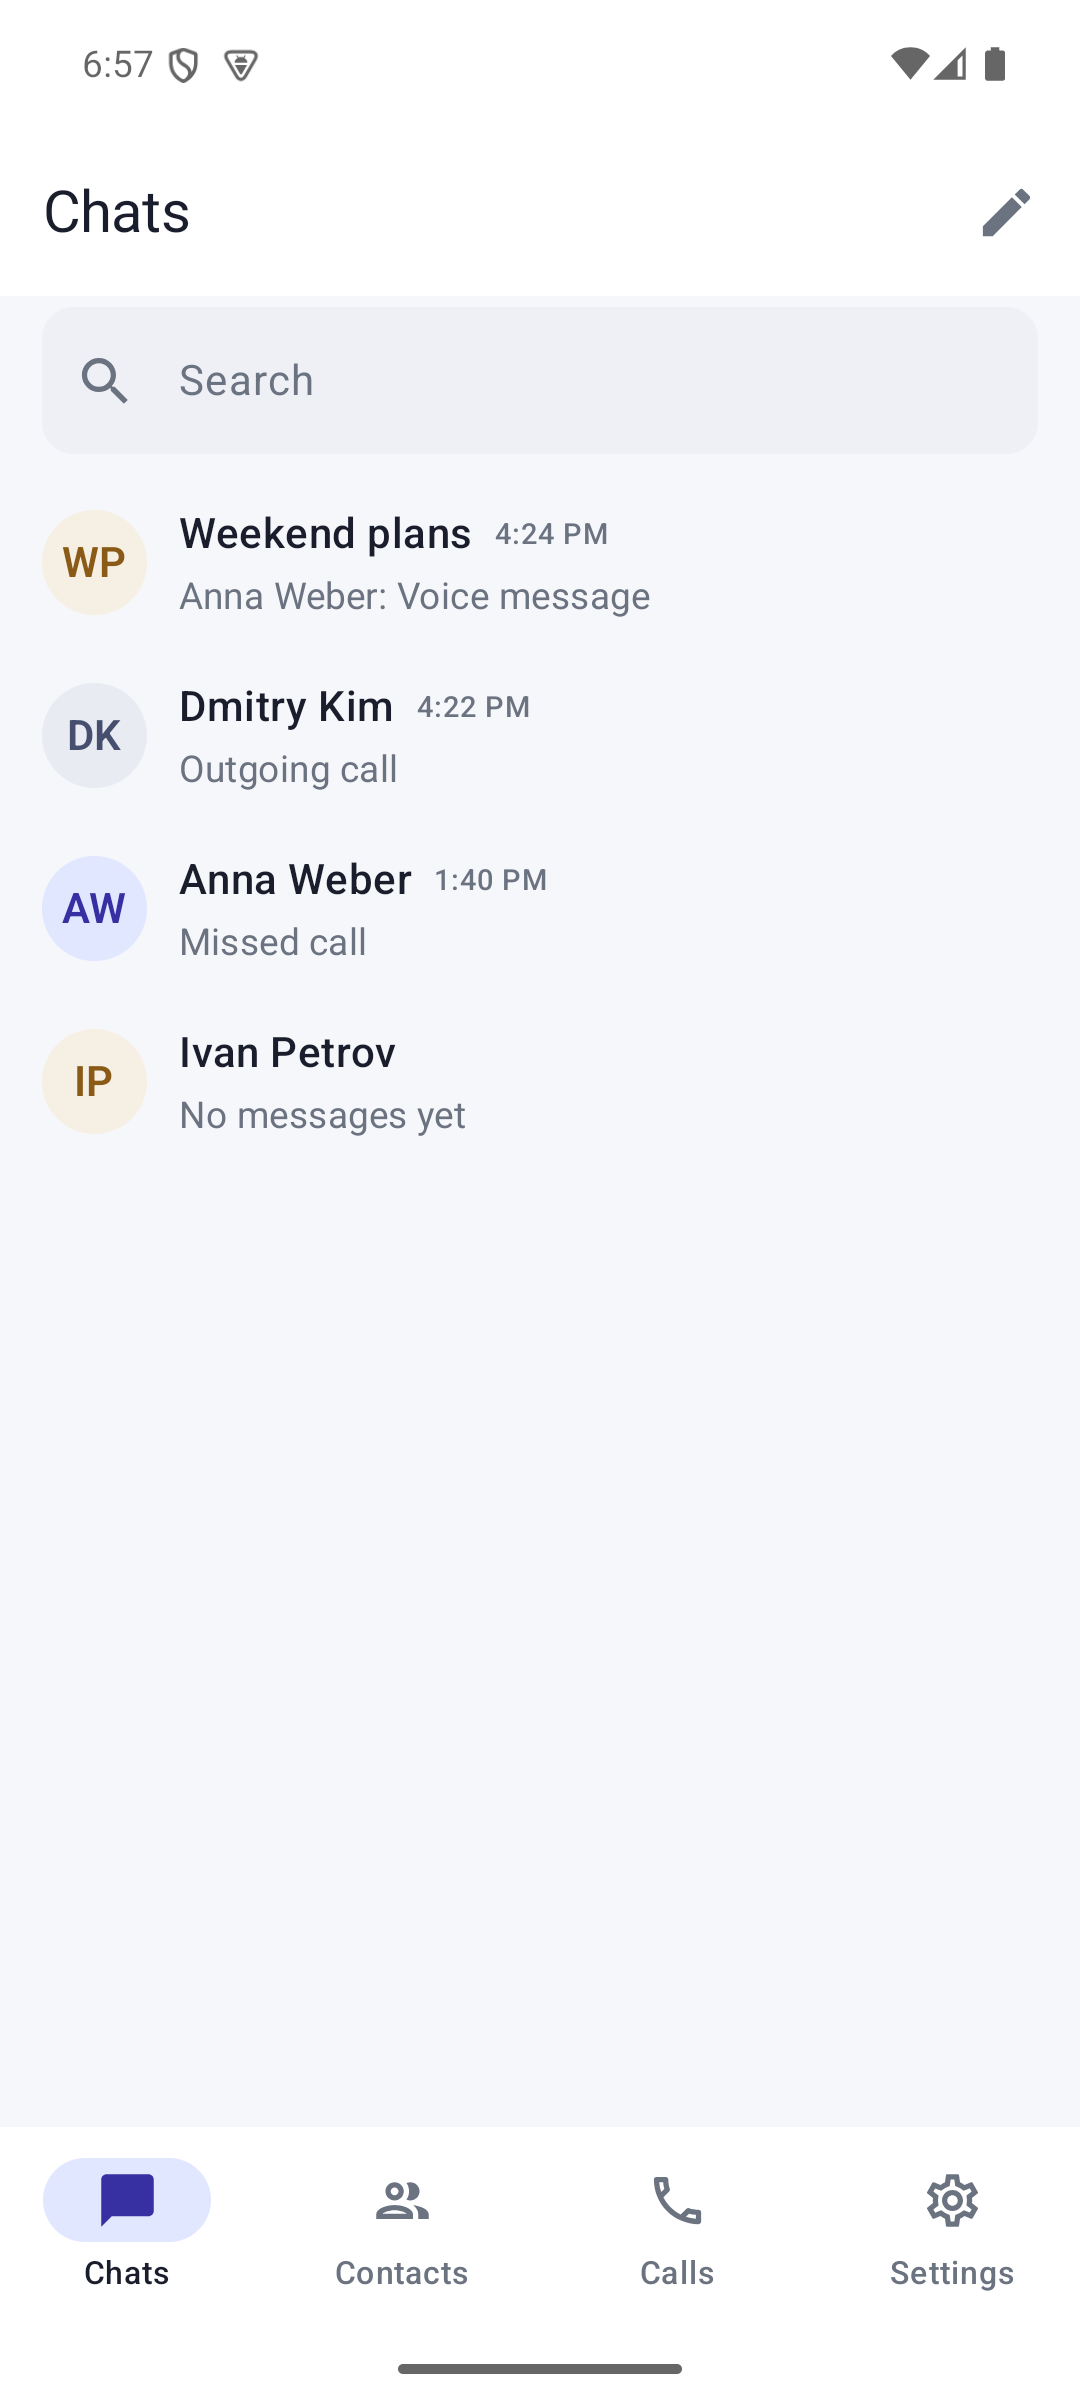 6:57
Chats
Search
WP
Weekend plans 4:24 PM
Anna Weber: Voice message
DK
Dmitry Kim 4:22 PM
Outgoing call
AW
Anna Weber 1:40 PM
Missed call
IP
Ivan Petrov
No messages yet
Chats Contacts Calls Settings